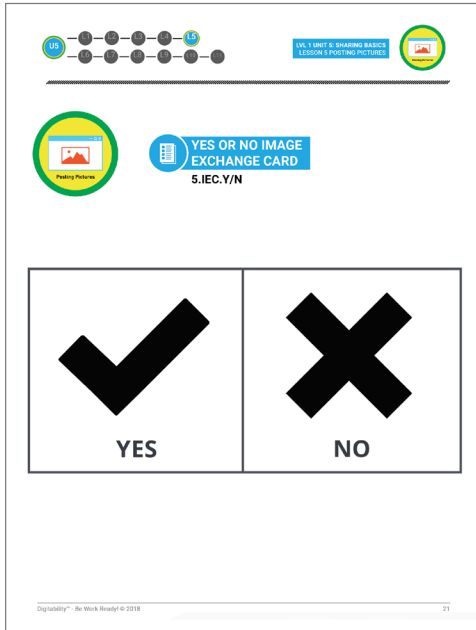 U5
L1
L2
L3
L4
L5
L6
L7
L8
L9
L10
LVL 1 UNIT 5: SHARING BASICS
LESSON 5 POSTING PICTURES
Posting Pictures
Posting Pictures
YES OR NO IMAGE
EXCHANGE CARD
5.IEC.Y/N
YES
NO
Digitability™ - Be Work Ready! © 2018
21